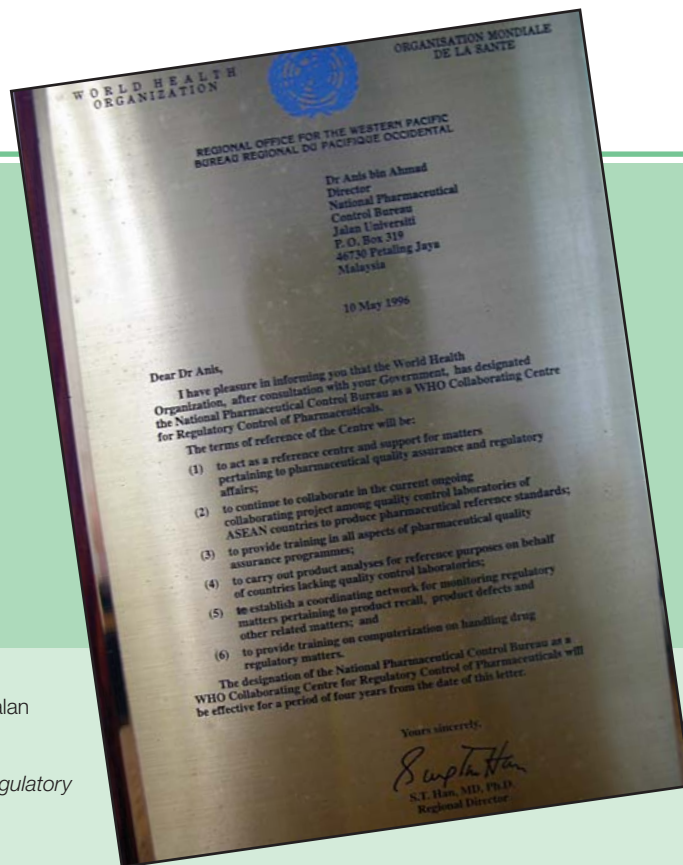 WORLD HEALTH
ORGANIZATION
ORGANISATION MONDIALE
DE LA SANTE
REGIONAL OFFICE FOR THE WESTERN PACIFIC
BUREAU REGIONAL DU PACIFIQUE OCCIDENTAL
Dr Anis bin Ahmad
Director
National Pharmaceutical
Control Bureau
Jalan Universiti
P. O. Box 319
46730 Petaling Jaya
Malaysia
10 May 1996
Dear Dr Anis,
I have pleasure in informing you that the World Health
Organization, after consultation with your Government, has designated
the National Pharmaceutical Control Bureau as a WHO Collaborating Centre
for Regulatory Control of Pharmaceuticals.
The terms of reference of the Centre will be:
(1) to act as a reference centre and support for matters
pertaining to pharmaceutical quality assurance and regulatory
affairs;
(2) to continue to collaborate in the current ongoing
collaborating project among quality control laboratories of
ASEAN countries to produce pharmaceutical reference standards;
(3) to provide training in all aspects of pharmaceutical quality
assurance programmes;
(4) to carry out product analyses for reference purposes on behalf
of countries lacking quality control laboratories;
(5) to establish a coordinating network for monitoring regulatory
matters pertaining to product recall, product defects and
other related matters; and
(6) to provide training on computerization on handling drug
regulatory matters.
The designation of the National Pharmaceutical Control Bureau as a
WHO Collaborating Centre for Regulatory Control of Pharmaceuticals will
be effective for a period of four years from the date of this letter.
Yours sincerely,
S.T. Han, MD, Ph.D.
Regional Director
alan
gulatory